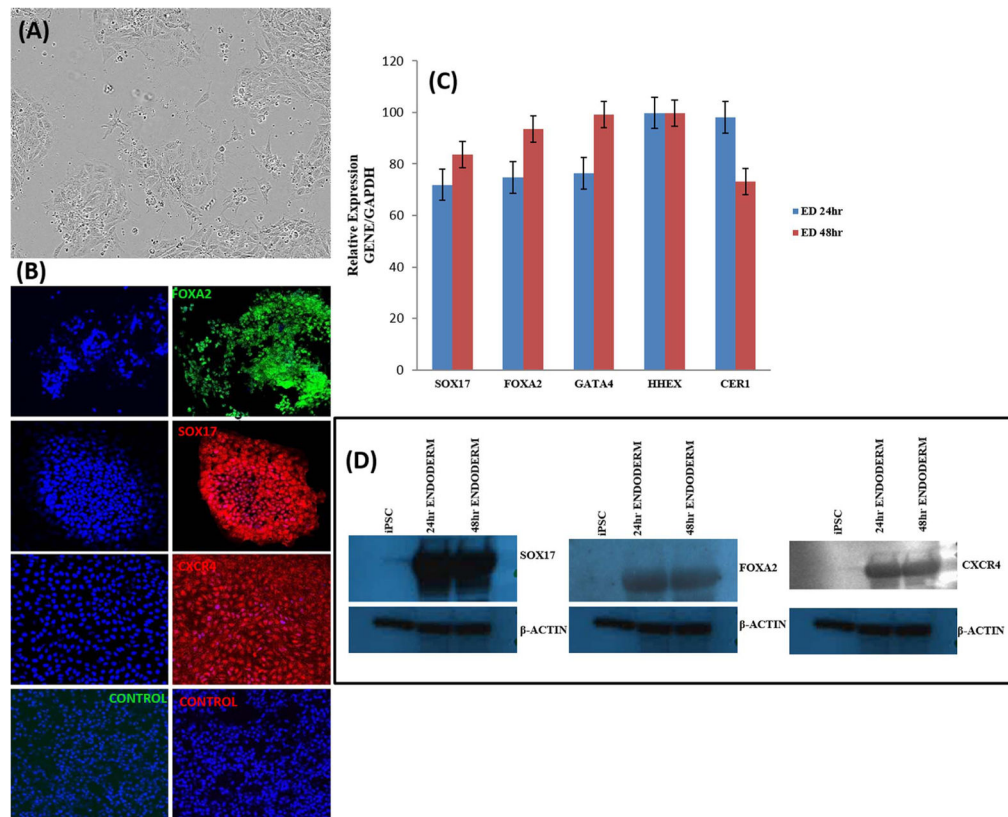 (A)
(B)
FOXA2
SOX17
CXCR4
CONTROL
CONTROL
(C)
Relative Expression
GENE/GAPDH
120
100
80
60
40
20
0
SOX17
FOXA2
GATA4
HHEX
CER1
ED 24hr
ED 48hr
(D)
iPSC
24hr ENDODERM
48hr ENDODERM
SOX17
β-ACTIN
iPSC
24hr ENDODERM
48hr ENDODERM
FOXA2
β-ACTIN
iPSC
24hr ENDODERM
48hr ENDODERM
CXCR4
β-ACTIN